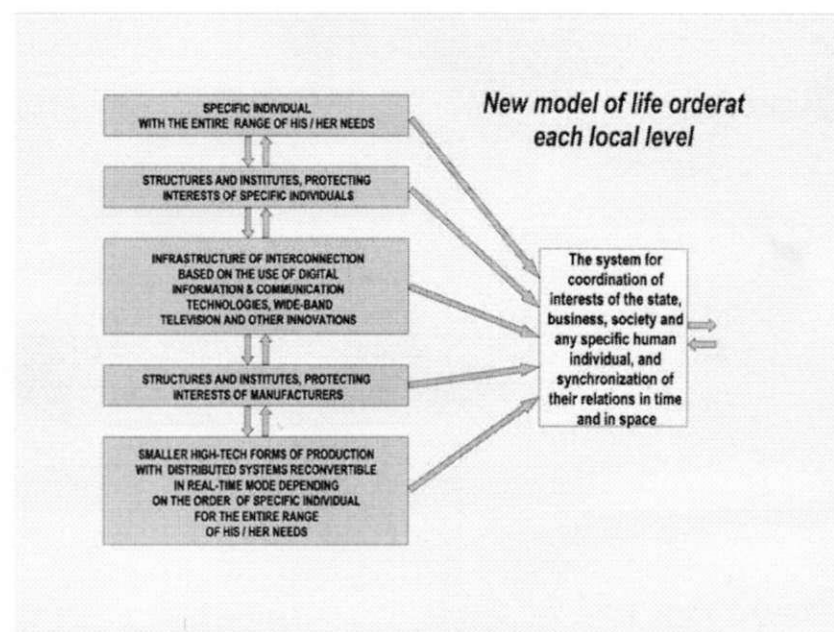 New model of life orderat
each local level
SPECIFIC INDIVIDUAL
WITH THE ENTIRE RANGE OF HIS / HER NEEDS
STRUCTURES AND INSTITUTES, PROTECTING
INTERESTS OF SPECIFIC INDIVIDUALS
INFRASTRUCTURE OF INTERCONNECTION
BASED ON THE USE OF DIGITAL
INFORMATION & COMMUNICATION
TECHNOLOGIES, WIDE-BAND
TELEVISION AND OTHER INNOVATIONS
STRUCTURES AND INSTITUTES, PROTECTING
INTERESTS OF MANUFACTURERS
SMALLER HIGH-TECH FORMS OF PRODUCTION
WITH DISTRIBUTED SYSTEMS RECONVERTIBLE
IN REAL-TIME MODE DEPENDING
ON THE ORDER OF SPECIFIC INDIVIDUAL
FOR THE ENTIRE RANGE
OF HIS / HER NEEDS
The system for
coordination of
interests of the state,
business, society and
any specific human
individual, and
synchronization of
their relations in time
and in space